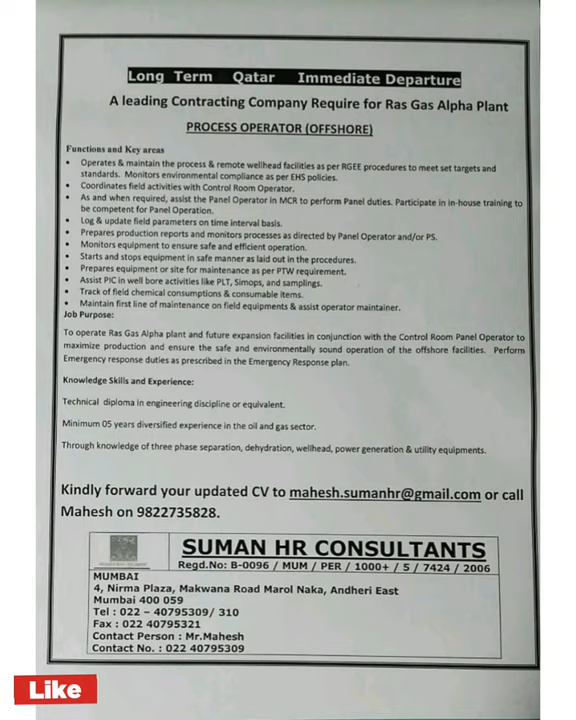 Long Term Qatar Immediate Departure
A leading Contracting Company Require for Ras Gas Alpha Plant
PROCESS OPERATOR (OFFSHORE)
Functions and Key areas
• Operates & maintain the process & remote wellhead facilities as per RGEE procedures to meet set targets and
standards. Monitors environmental compliance as per EHS policies.
• Coordinates field activities with Control Room Operator.
• As and when required, assist the Panel Operator in MCR to perform Panel duties. Participate in in-house training to
be competent for Panel Operation.
• Log & update field parameters on time interval basis.
• Prepares production reports and monitors processes as directed by Panel Operator and/or PS.
• Monitors equipment to ensure safe and efficient operation.
• Starts and stops equipment in safe manner as laid out in the procedures.
• Prepares equipment or site for maintenance as per PTW requirement.
• Assist PIC in well bore activities like PLT, Simops, and samplings.
• Track of field chemical consumptions & consumable items.
• Maintain first line of maintenance on field equipments & assist operator maintainer.
Job Purpose:
To operate Ras Gas Alpha plant and future expansion facilities in conjunction with the Control Room Panel Operator to
maximize production and ensure the safe and environmentally sound operation of the offshore facilities. Perform
Emergency response duties as prescribed in the Emergency Response plan.
Knowledge Skills and Experience:
Technical diploma in engineering discipline or equivalent.
Minimum 05 years diversified experience in the oil and gas sector.
Through knowledge of three phase separation, dehydration, wellhead, power generation & utility equipments.
Kindly forward your updated CV to mahesh.sumanhr@gmail.com or call
Mahesh on 9822735828.
SUMAN HR CONSULTANTS
Regd.No: B-0096 / MUM / PER / 1000+ / 5 / 7424 / 2006
MUMBAI
4, Nirma Plaza, Makwana Road Marol Naka, Andheri East
Mumbai 400 059
Tel : 022 – 40795309/ 310
Fax : 022 40795321
Contact Person : Mr.Mahesh
Contact No. : 022 40795309
Like